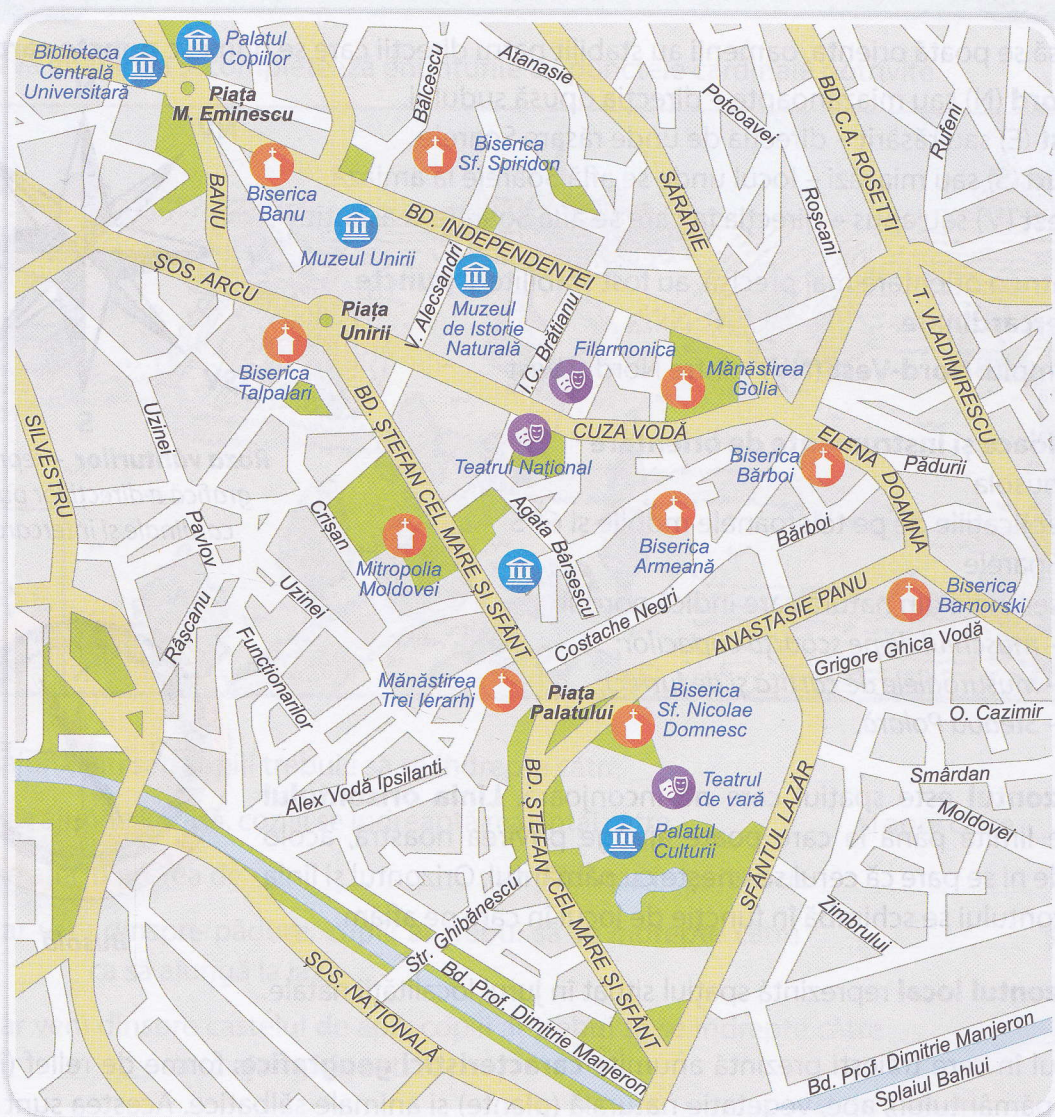 Biblioteca
Centrală
Universitară
Palatul
Copiilor
Piața
M. Eminescu
Bălcescu
Atanasie
Potcoavei
BD. C.A. ROSETTI
Rufeni
Biserica
Sf. Spiridon
Biserica
Banu
BANU
SĂRĂRIE
Roșcani
BD. INDEPENDENȚEI
Muzeul Unirii
ȘOS. ARCU
V. Alecsandri
Muzeul
de Istorie
Naturală
Piața
Unirii
I.C. Brătianu
T. VLADIMIRESCU
Filarmonica
Mănăstirea
Golia
Biserica
Talpalari
SILVESTRU
Uzinei
BD. ȘTEFAN CEL MARE ȘI SFÂNT
CUZA VODĂ
ELENA DOAMNA
Teatrul Național
Biserica
Bărboi
Pădurii
Pavlov
Crișan
Agata Bârsescu
Bărboi
Mitropolia
Moldovei
Biserica
Armeană
Uzinei
Râșcanu
Funcționarilor
Costache Negri
ANASTASIE PANU
Biserica
Barnovski
Grigore Ghica Vodă
Mănăstirea
Trei Ierarhi
Piața
Palatului
Biserica
Sf. Nicolae
Domnesc
O. Cazimir
Alex Vodă Ipsilanti
BD. ȘTEFAN CEL MARE ȘI SFÂNT
Teatrul
de vară
SFÂNTUL LAZĂR
Smârdan
Moldovei
Palatul
Culturii
Str. Ghibănescu
Zimbrului
ȘOS. NAȚIONALĂ
Bd. Prof. Dimitrie Manjeron
Bd. Prof. Dimitrie Manjeron
Splaiul Bahlui